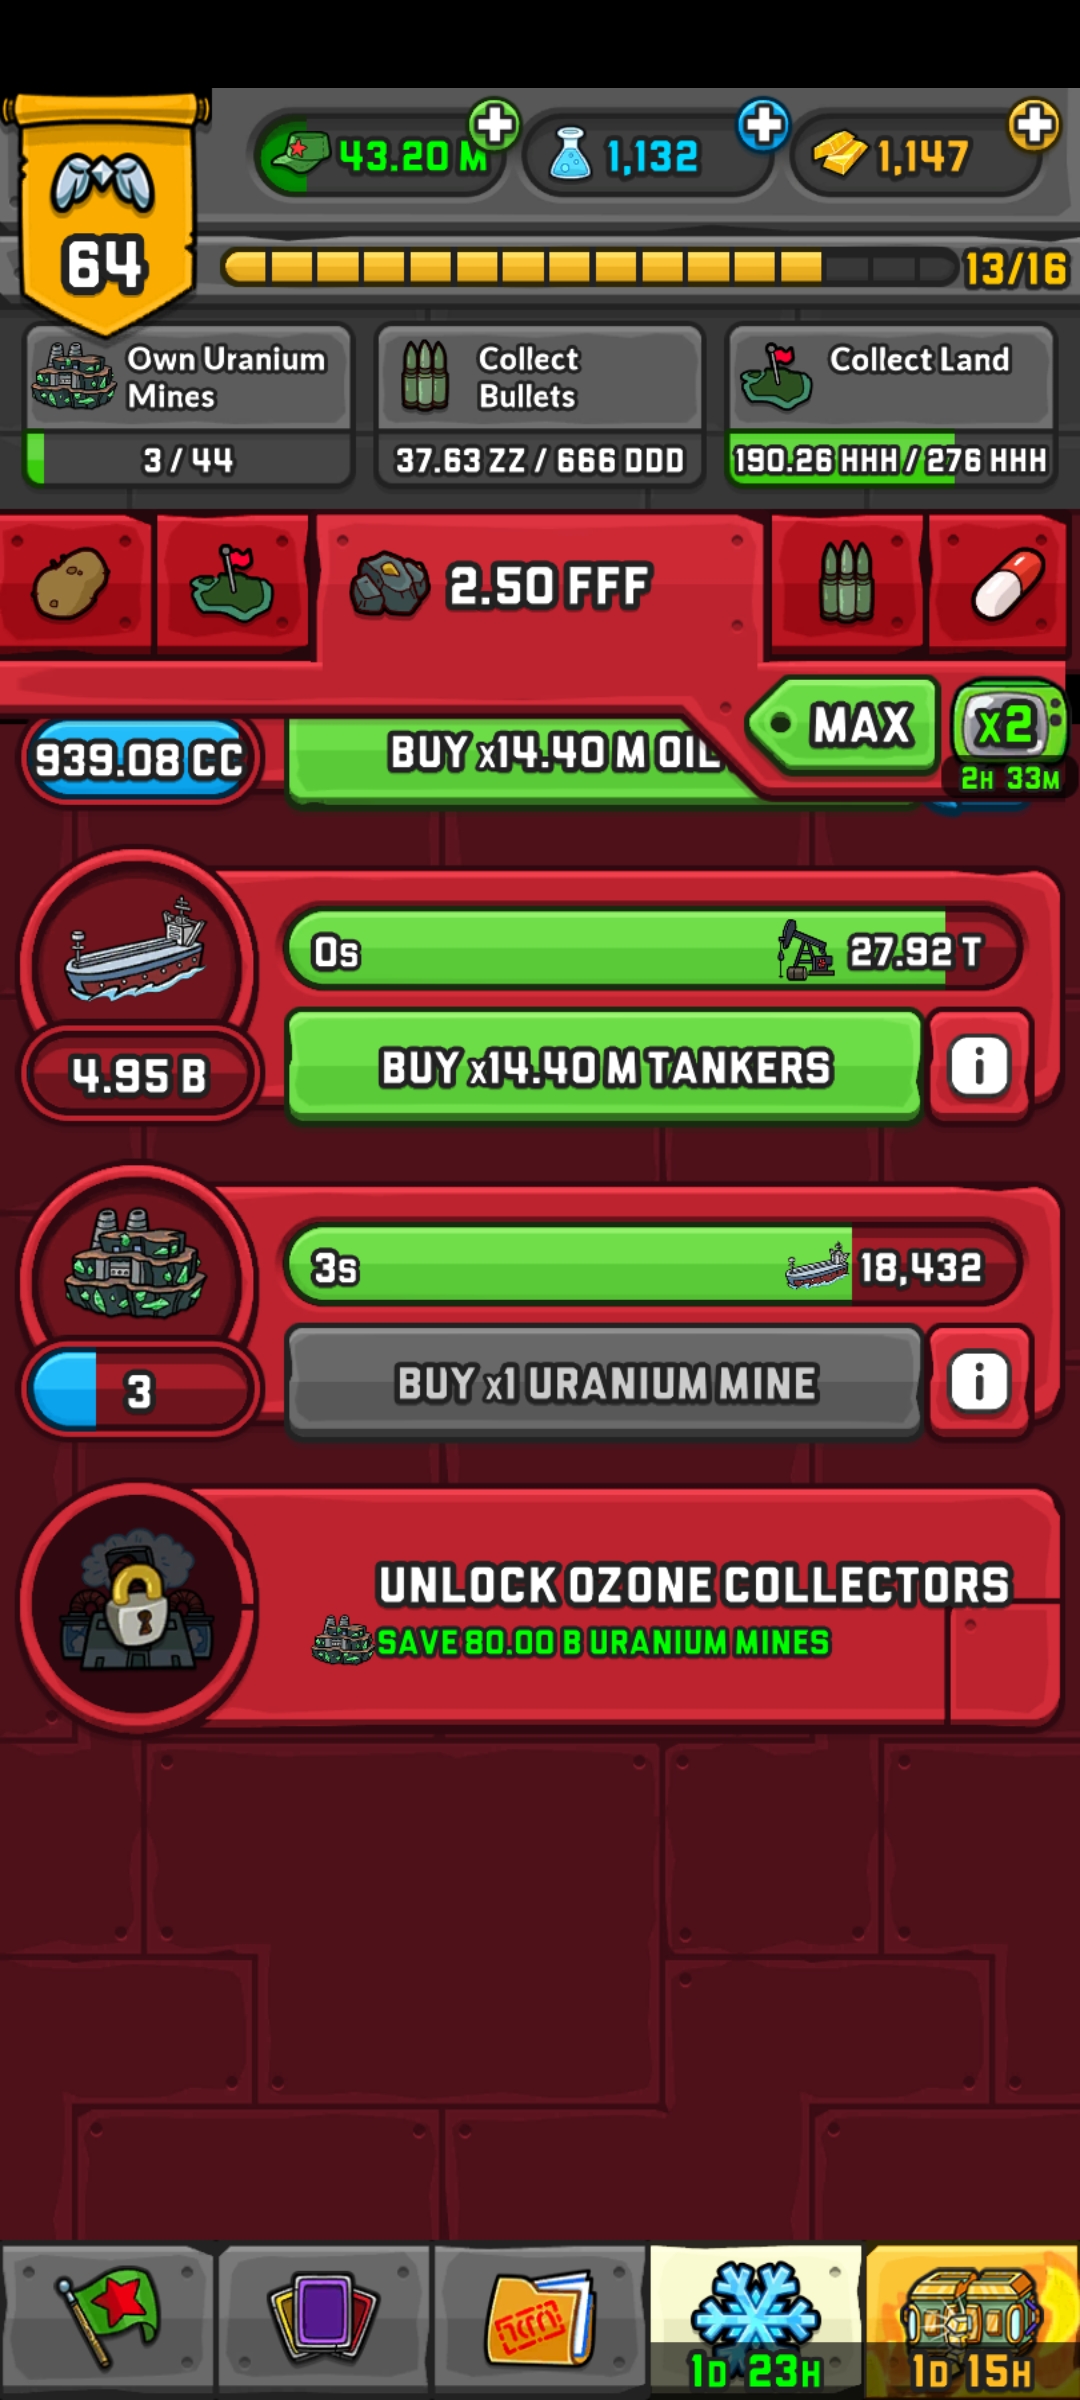 64
43.20 M
1,132
1,147
13/16
Own Uranium
Mines
3 / 44
Collect
Bullets
37.63 ZZ / 666 DDD
Collect Land
190.26 HHH / 276 HHH
2.50 FFF
MAX
X2
2H 33M
939.08 CC
BUY x14.40 M OIL
0s
27.92 T
4.95 B
BUY x14.40 M TANKERS
i
3s
18,432
3
BUY x1 URANIUM MINE
i
UNLOCK OZONE COLLECTORS
SAVE 80.00 B URANIUM MINES
1D 23H
1D 15H